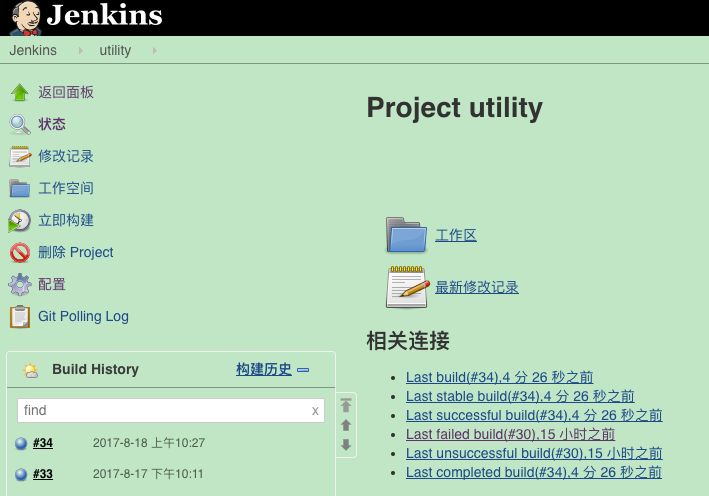 Jenkins
Jenkins utility
返回面板
状态
修改记录
工作空间
立即构建
删除 Project
配置
Git Polling Log
Build History 构建历史
find x
#34 2017-8-18 上午10:27
#33 2017-8-17 下午10:11
Project utility
工作区
最新修改记录
相关连接
Last build(#34),4 分 26 秒之前
Last stable build(#34),4 分 26 秒之前
Last successful build(#34),4 分 26 秒之前
Last failed build(#30),15 小时之前
Last unsuccessful build(#30),15 小时之前
Last completed build(#34),4 分 26 秒之前